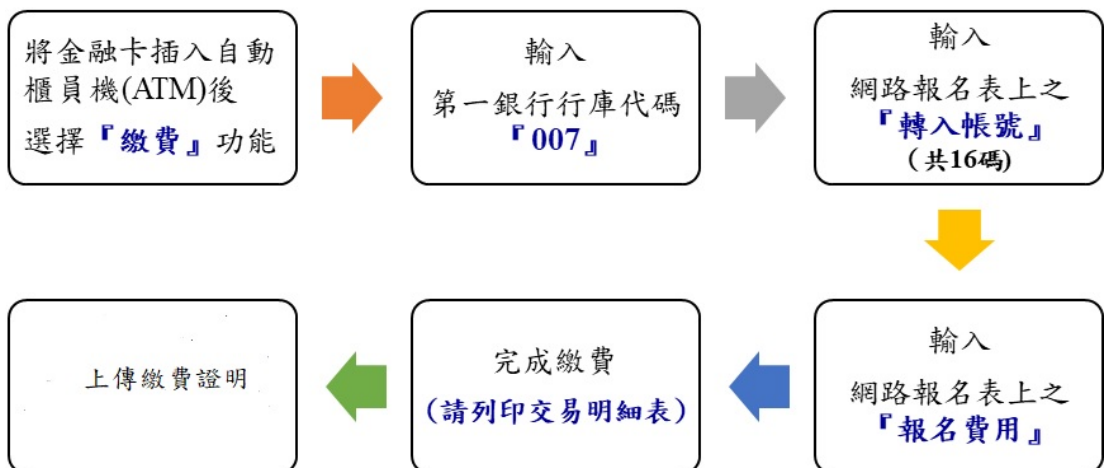 將金融卡插入自動
櫃員機(ATM)後
選擇『繳費』功能
輸入
第一銀行行庫代碼
『007』
輸入
網路報名表上之
『轉入帳號』
(共16碼)
輸入
網路報名表上之
『報名費用』
完成繳費
(請列印交易明細表)
上傳繳費證明